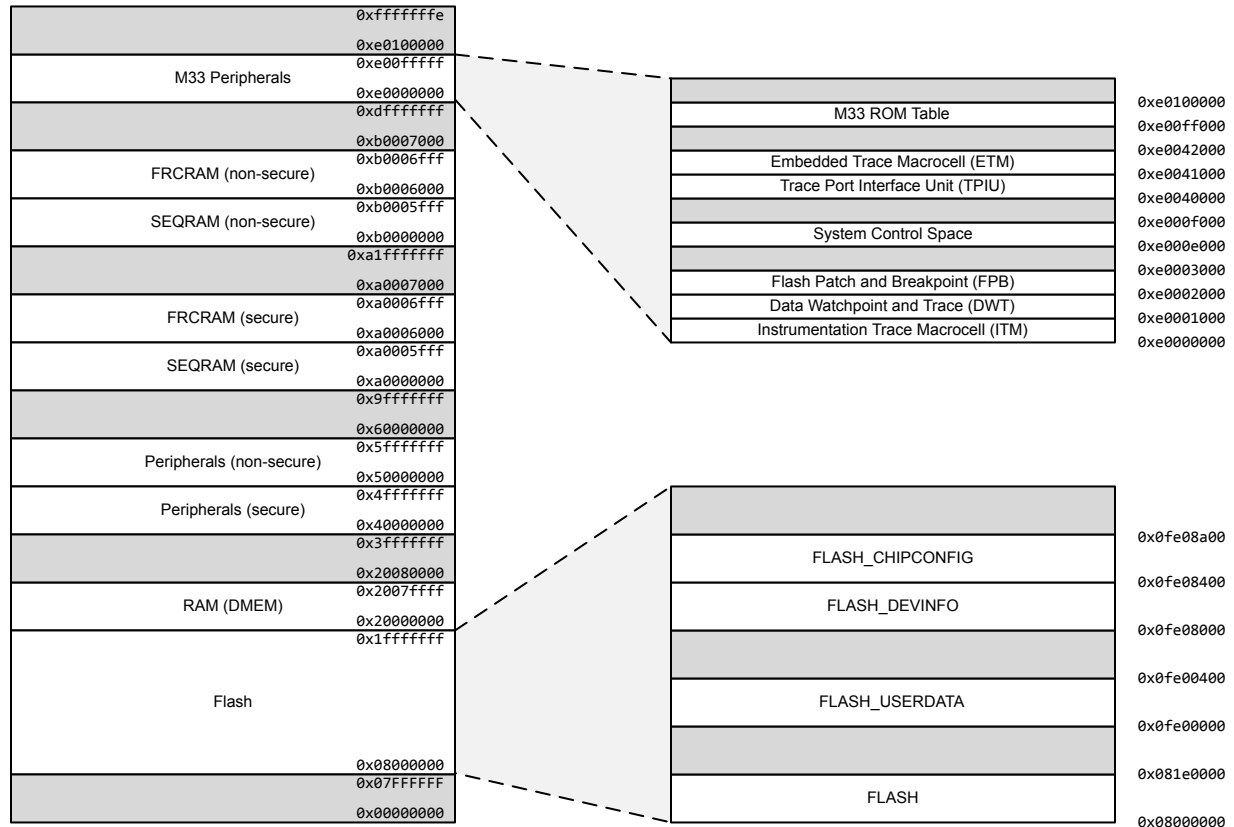 0xfffffffe
0xe0100000
M33 Peripherals
0xe00fffff
0xe0000000
0xdfffffff
0xb0007000
FRCRAM (non-secure)
0xb0006fff
0xb0006000
SEQRAM (non-secure)
0xb0005fff
0xb0000000
0xa1fffffff
0xa0007000
FRCRAM (secure)
0xa0006fff
0xa0006000
SEQRAM (secure)
0xa0005fff
0xa0000000
0x9fffffff
0x60000000
Peripherals (non-secure)
0x5fffffff
0x50000000
Peripherals (secure)
0x4fffffff
0x40000000
0x3fffffff
0x20080000
RAM (DMEM)
0x2007ffff
0x20000000
0x1fffffff
Flash
0x08000000
0x07FFFFFF
0x00000000
0xe0100000
M33 ROM Table
0xe00ff000
0xe0042000
Embedded Trace Macrocell (ETM)
0xe0041000
Trace Port Interface Unit (TPIU)
0xe0040000
0xe000f000
System Control Space
0xe000e000
0xe0003000
Flash Patch and Breakpoint (FPB)
0xe0002000
Data Watchpoint and Trace (DWT)
0xe0001000
Instrumentation Trace Macrocell (ITM)
0xe0000000
0x0fe08a00
FLASH_CHIPCONFIG
0x0fe08400
FLASH_DEVINFO
0x0fe08000
0x0fe00400
FLASH_USERDATA
0x0fe00000
0x081e0000
FLASH
0x08000000